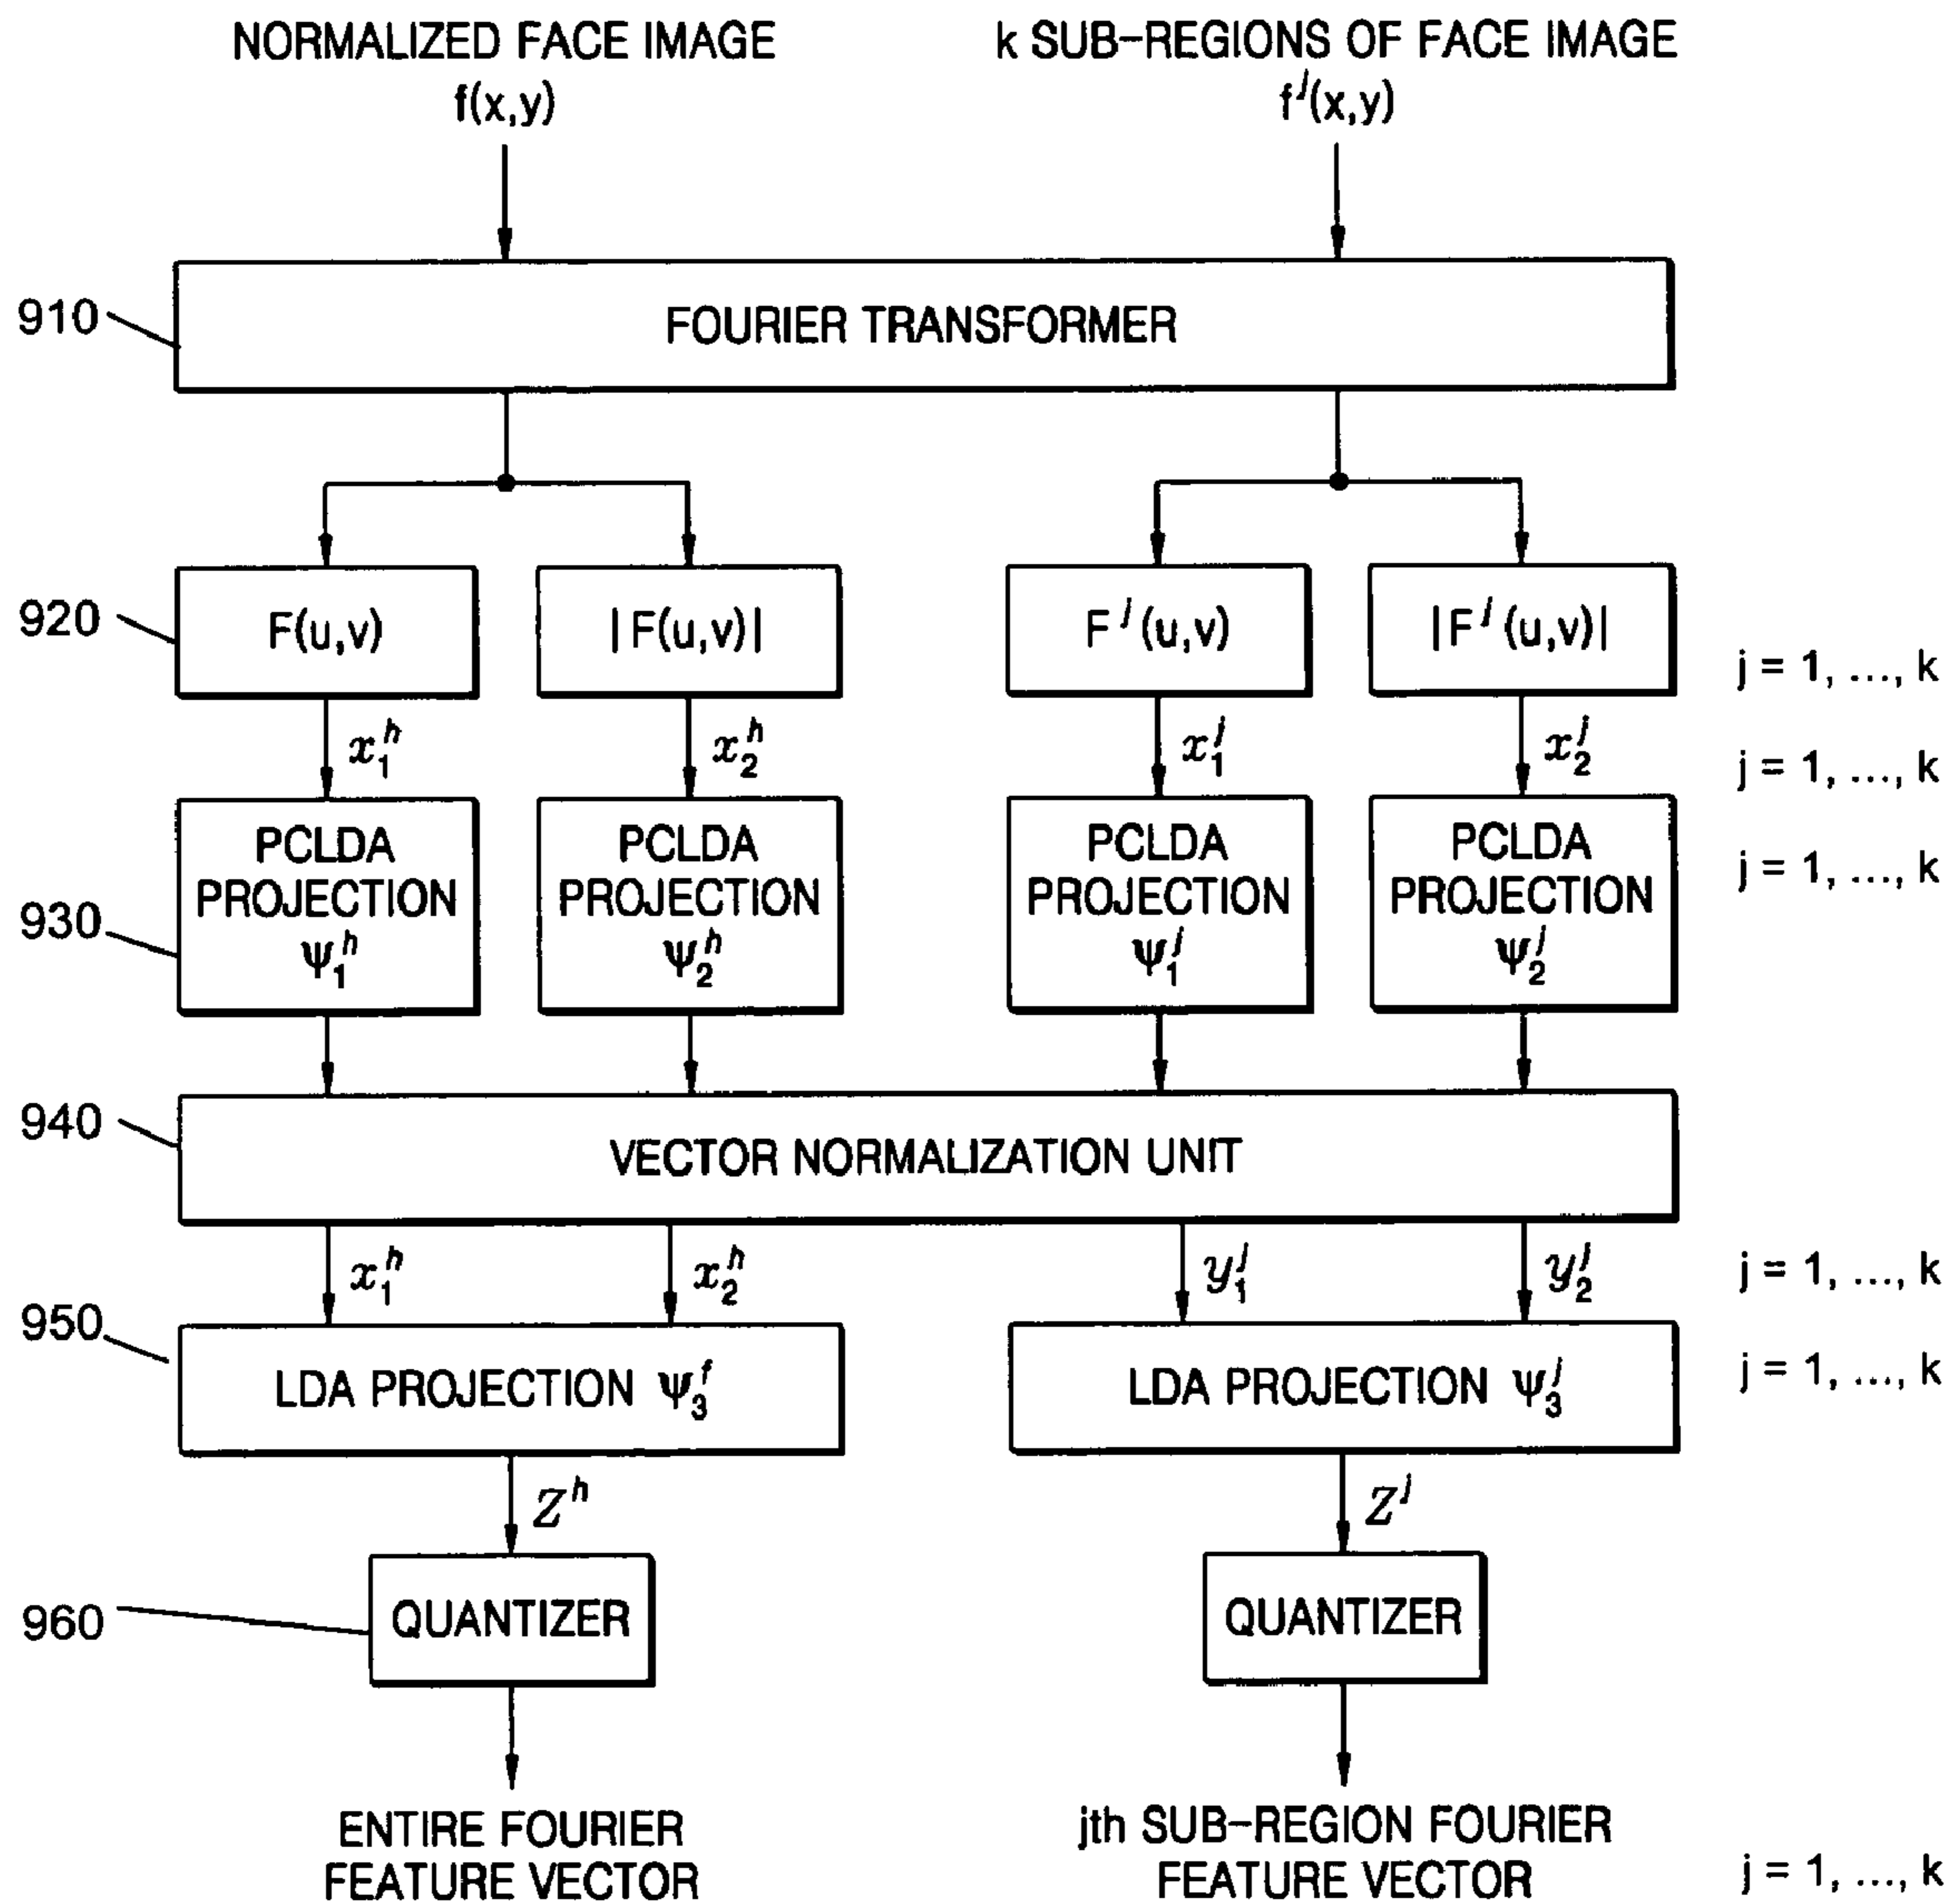 NORMALIZED FACE IMAGE
f(x,y)
k SUB-REGIONS OF FACE IMAGE
f^j(x,y)
910
FOURIER TRANSFORMER
920
F(u,v)
|F(u,v)|
F^j(u,v)
|F^j(u,v)|
j = 1, ..., k
x_1^h
x_2^h
x_1^j
x_2^j
j = 1, ..., k
930
PCLDA
PROJECTION
Ψ_1^h
PCLDA
PROJECTION
Ψ_2^h
PCLDA
PROJECTION
Ψ_1^j
PCLDA
PROJECTION
Ψ_2^j
j = 1, ..., k
940
VECTOR NORMALIZATION UNIT
x_1^h
x_2^h
y_1^j
y_2^j
j = 1, ..., k
950
LDA PROJECTION Ψ_3^f
LDA PROJECTION Ψ_3^j
j = 1, ..., k
Z^h
Z^j
960
QUANTIZER
QUANTIZER
ENTIRE FOURIER
FEATURE VECTOR
jth SUB-REGION FOURIER
FEATURE VECTOR
j = 1, ..., k